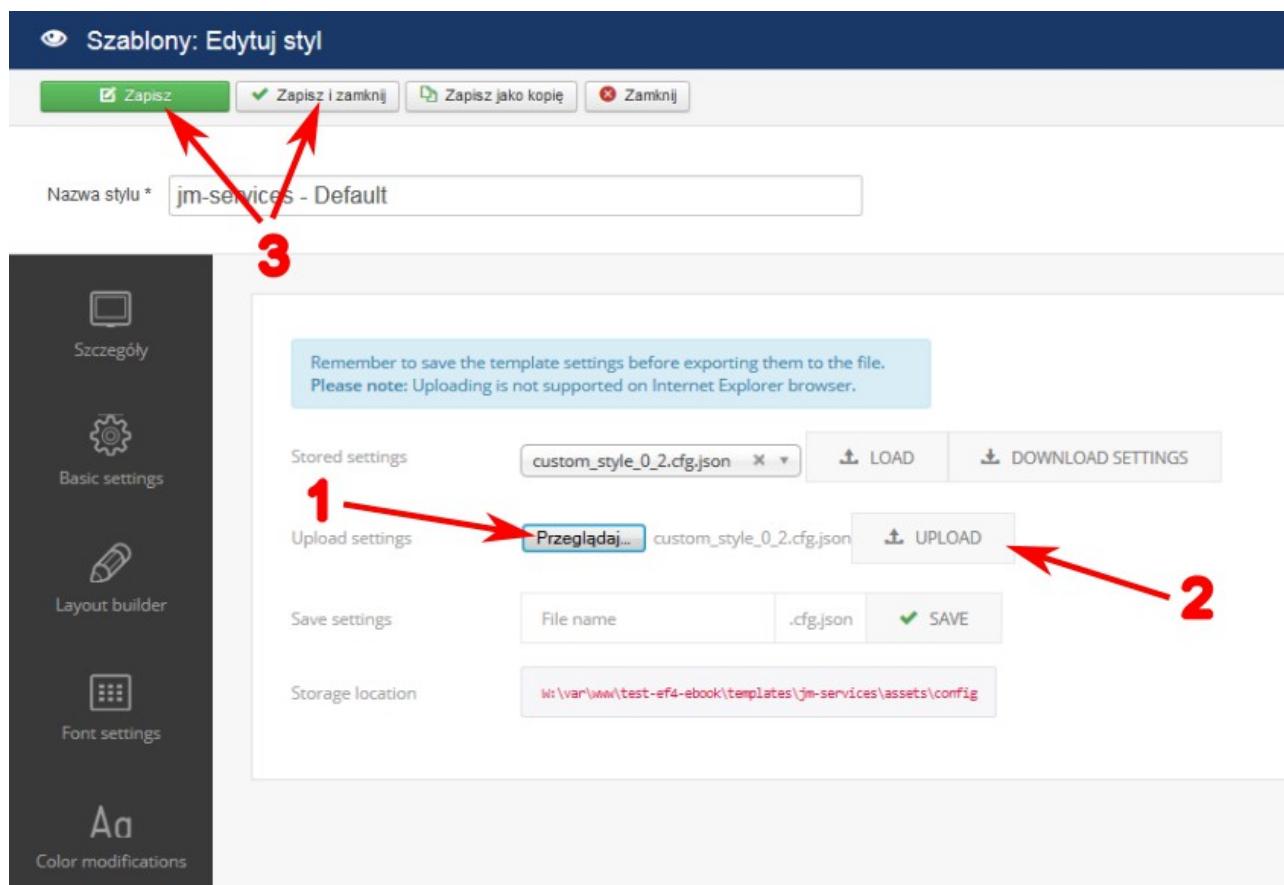 Szablony: Edytuj styl
Zapisz
Zapisz i zamknij
Zapisz jako kopię
Zamknij
Nazwa stylu *
jm-services - Default
3
Szczegóły
Basic settings
Layout builder
Font settings
Aa
Color modifications
Remember to save the template settings before exporting them to the file.
Please note: Uploading is not supported on Internet Explorer browser.
Stored settings
custom_style_0_2.cfg.json
LOAD
DOWNLOAD SETTINGS
1
Upload settings
Przeglądaj...
custom_style_0_2.cfg.json
UPLOAD
2
Save settings
File name
.cfg.json
SAVE
Storage location
W:\var\www\test-ef4-ebook\templates\jm-services\assets\config